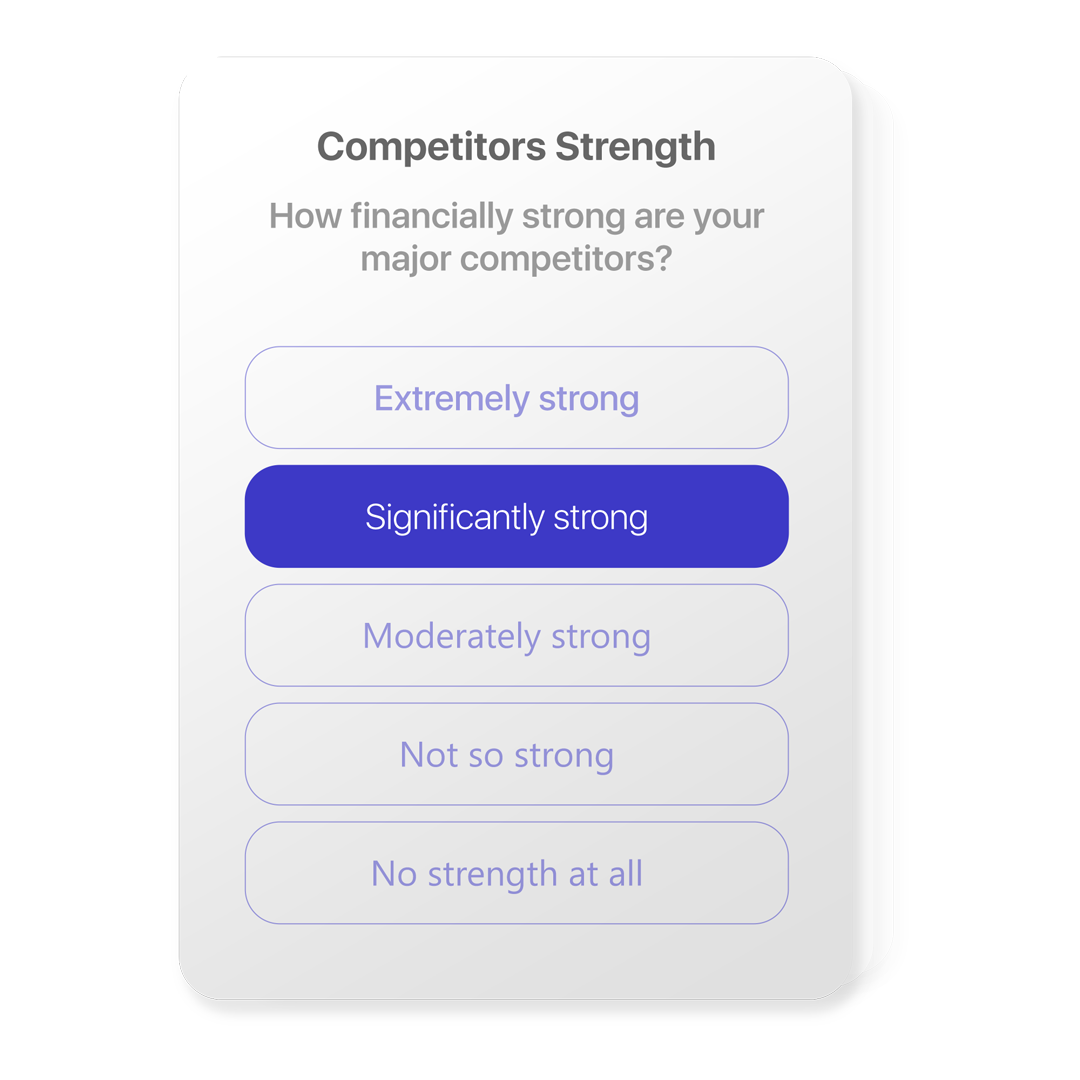 Competitors Strength
How financially strong are your
major competitors?
Extremely strong
Significantly strong
Moderately strong
Not so strong
No strength at all